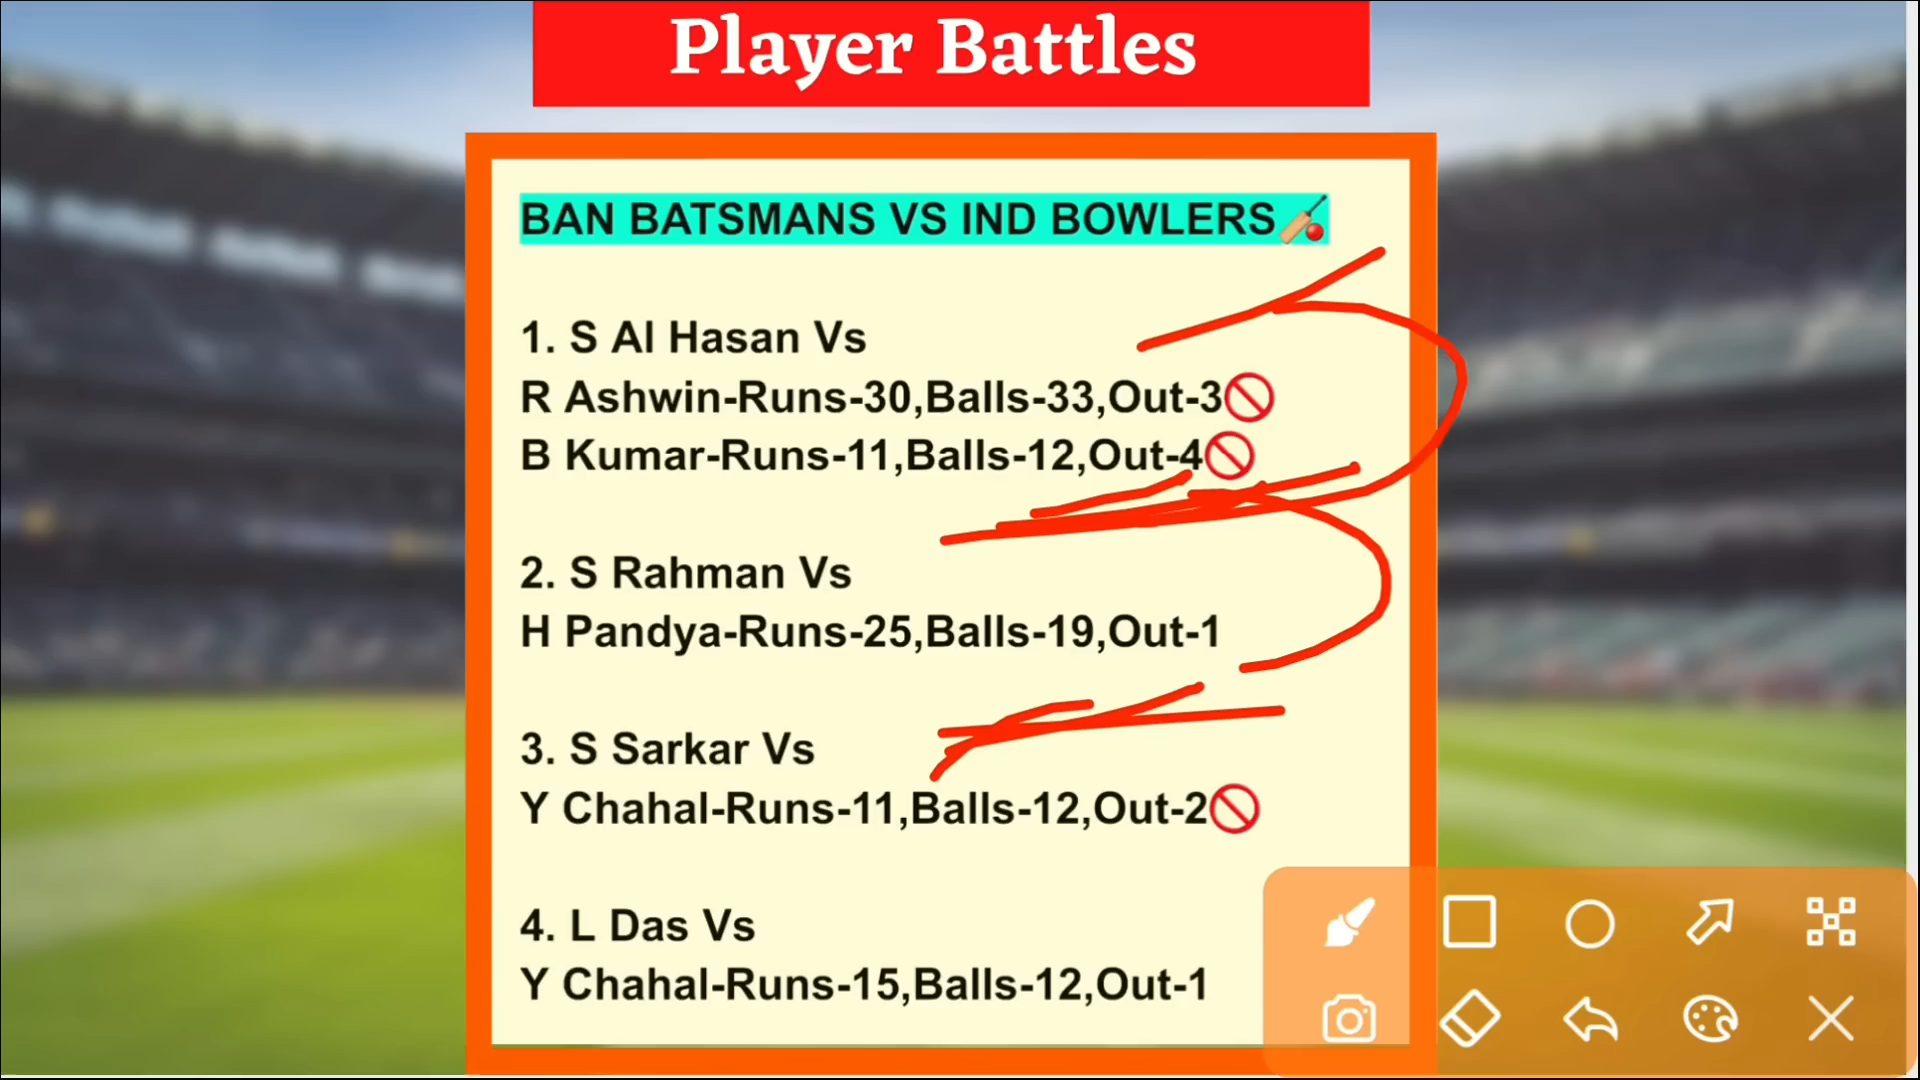 Player Battles
BAN BATSMANS VS IND BOWLERS🏏
1. S Al Hasan Vs
R Ashwin-Runs-30,Balls-33,Out-3🚫
B Kumar-Runs-11,Balls-12,Out-4🚫
2. S Rahman Vs
H Pandya-Runs-25,Balls-19,Out-1
3. S Sarkar Vs
Y Chahal-Runs-11,Balls-12,Out-2🚫
4. L Das Vs
Y Chahal-Runs-15,Balls-12,Out-1